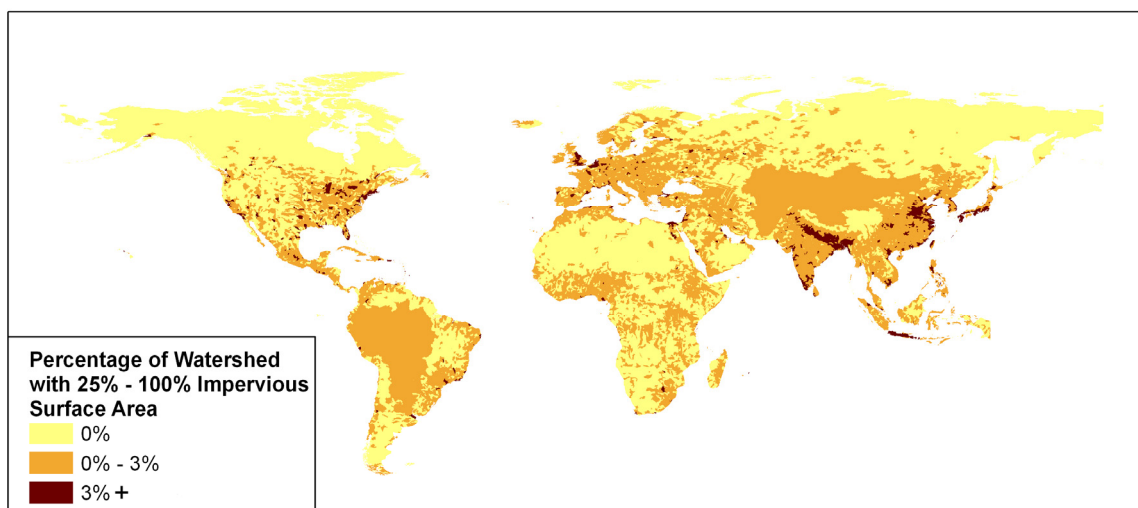 Percentage of Watershed
with 25% - 100% Impervious
Surface Area
0%
0% - 3%
3% +